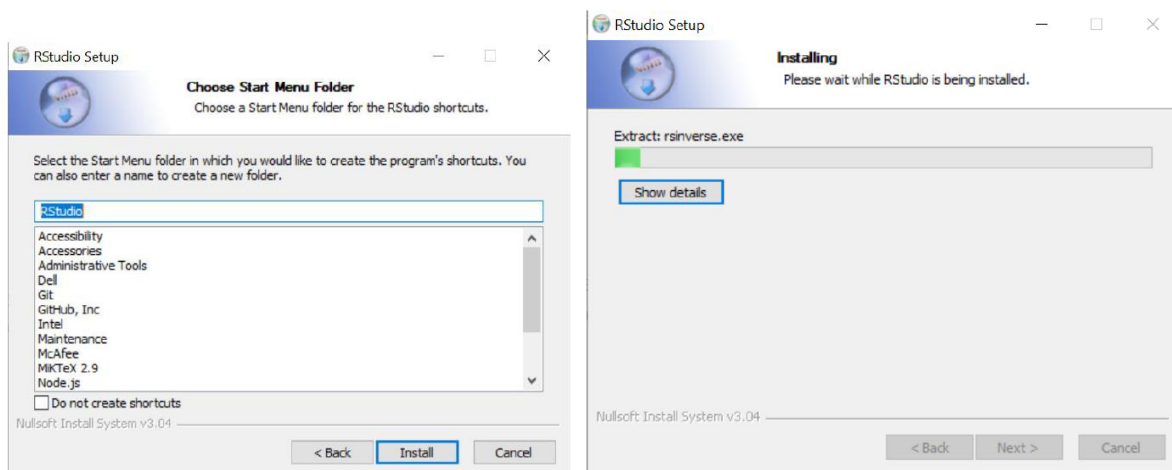 RStudio Setup
Choose Start Menu Folder
Choose a Start Menu folder for the RStudio shortcuts.
Select the Start Menu folder in which you would like to create the program's shortcuts. You
can also enter a name to create a new folder.
RStudio
Accessibility
Accessories
Administrative Tools
Dell
Git
GitHub, Inc
Intel
Maintenance
McAfee
MiKTeX 2.9
Node.js
Do not create shortcuts
Nullsoft Install System v3.04
< Back
Install
Cancel
RStudio Setup
Installing
Please wait while RStudio is being installed.
Extract: rsinverse.exe
Show details
Nullsoft Install System v3.04
< Back
Next >
Cancel